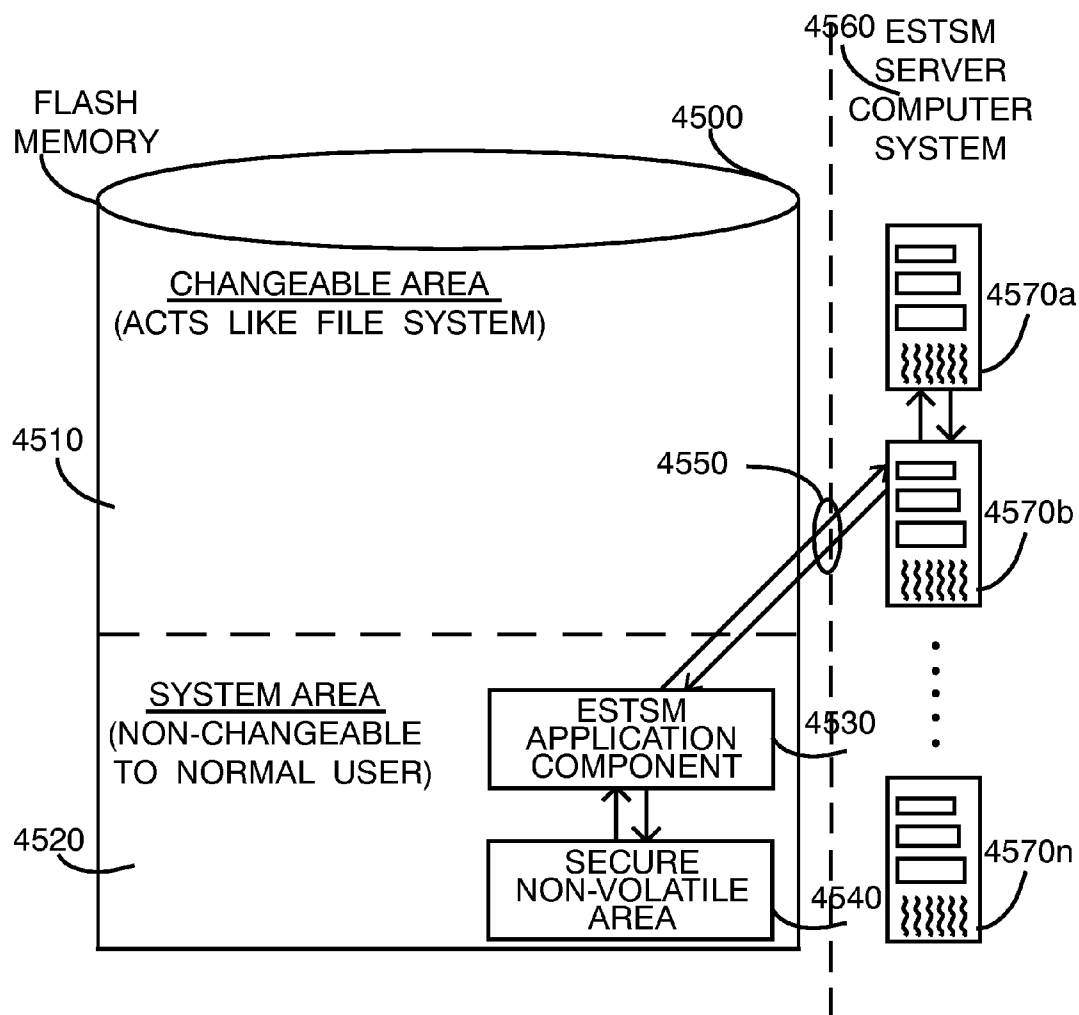 4560
ESTSM
SERVER
COMPUTER
SYSTEM
FLASH
MEMORY
4500
CHANGEABLE AREA
(ACTS LIKE FILE SYSTEM)
4570a
4510
4550
4570b
SYSTEM AREA
(NON-CHANGEABLE
TO NORMAL USER)
ESTSM
APPLICATION
COMPONENT
4530
4520
SECURE
NON-VOLATILE
AREA
4540
4570n